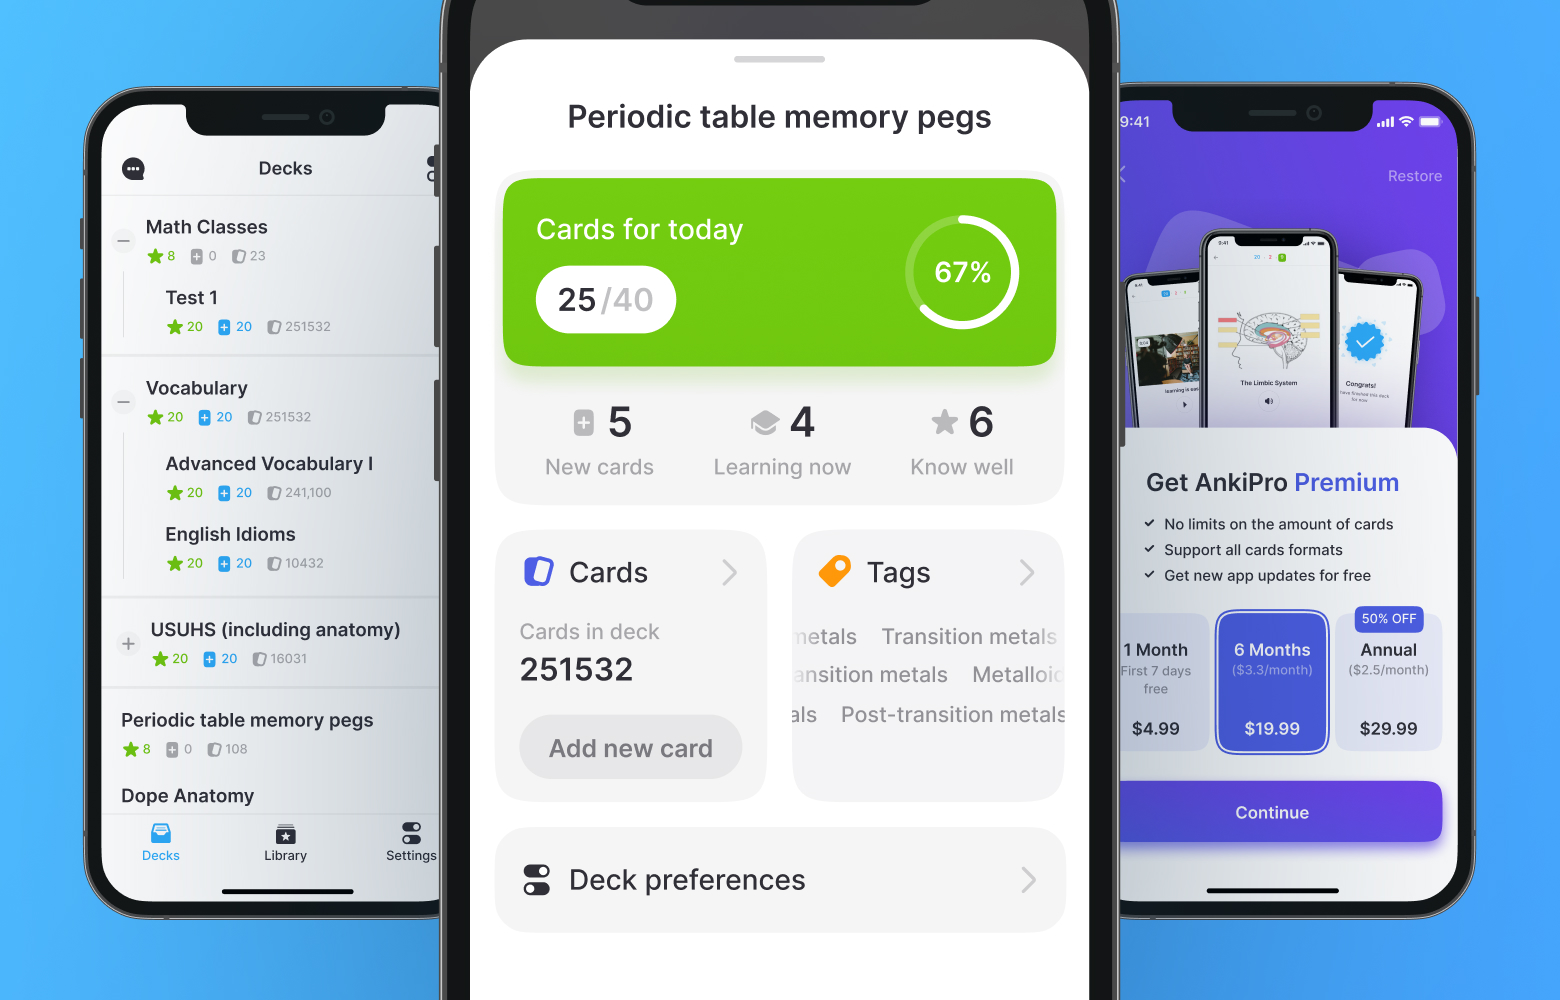 Decks
Math Classes
8 0 23
Test 1
20 20 251532
Vocabulary
20 20 251532
Advanced Vocabulary I
20 20 241,100
English Idioms
20 20 10432
USUHS (including anatomy)
20 20 16031
Periodic table memory pegs
8 0 108
Dope Anatomy
Decks Library Settings
Periodic table memory pegs
Cards for today
25/40
67%
5 4 6
New cards Learning now Know well
Cards
Cards in deck
251532
Add new card
Tags
metals Transition metals
ansition metals Metalloid
als Post-transition metals
Deck preferences
9:41
Restore
9:41
The Limbic System
Congrats!
Get AnkiPro Premium
No limits on the amount of cards
Support all cards formats
Get new app updates for free
50% OFF
1 Month
First 7 days
free
$4.99
6 Months
($3.3/month)
$19.99
Annual
($2.5/month)
$29.99
Continue